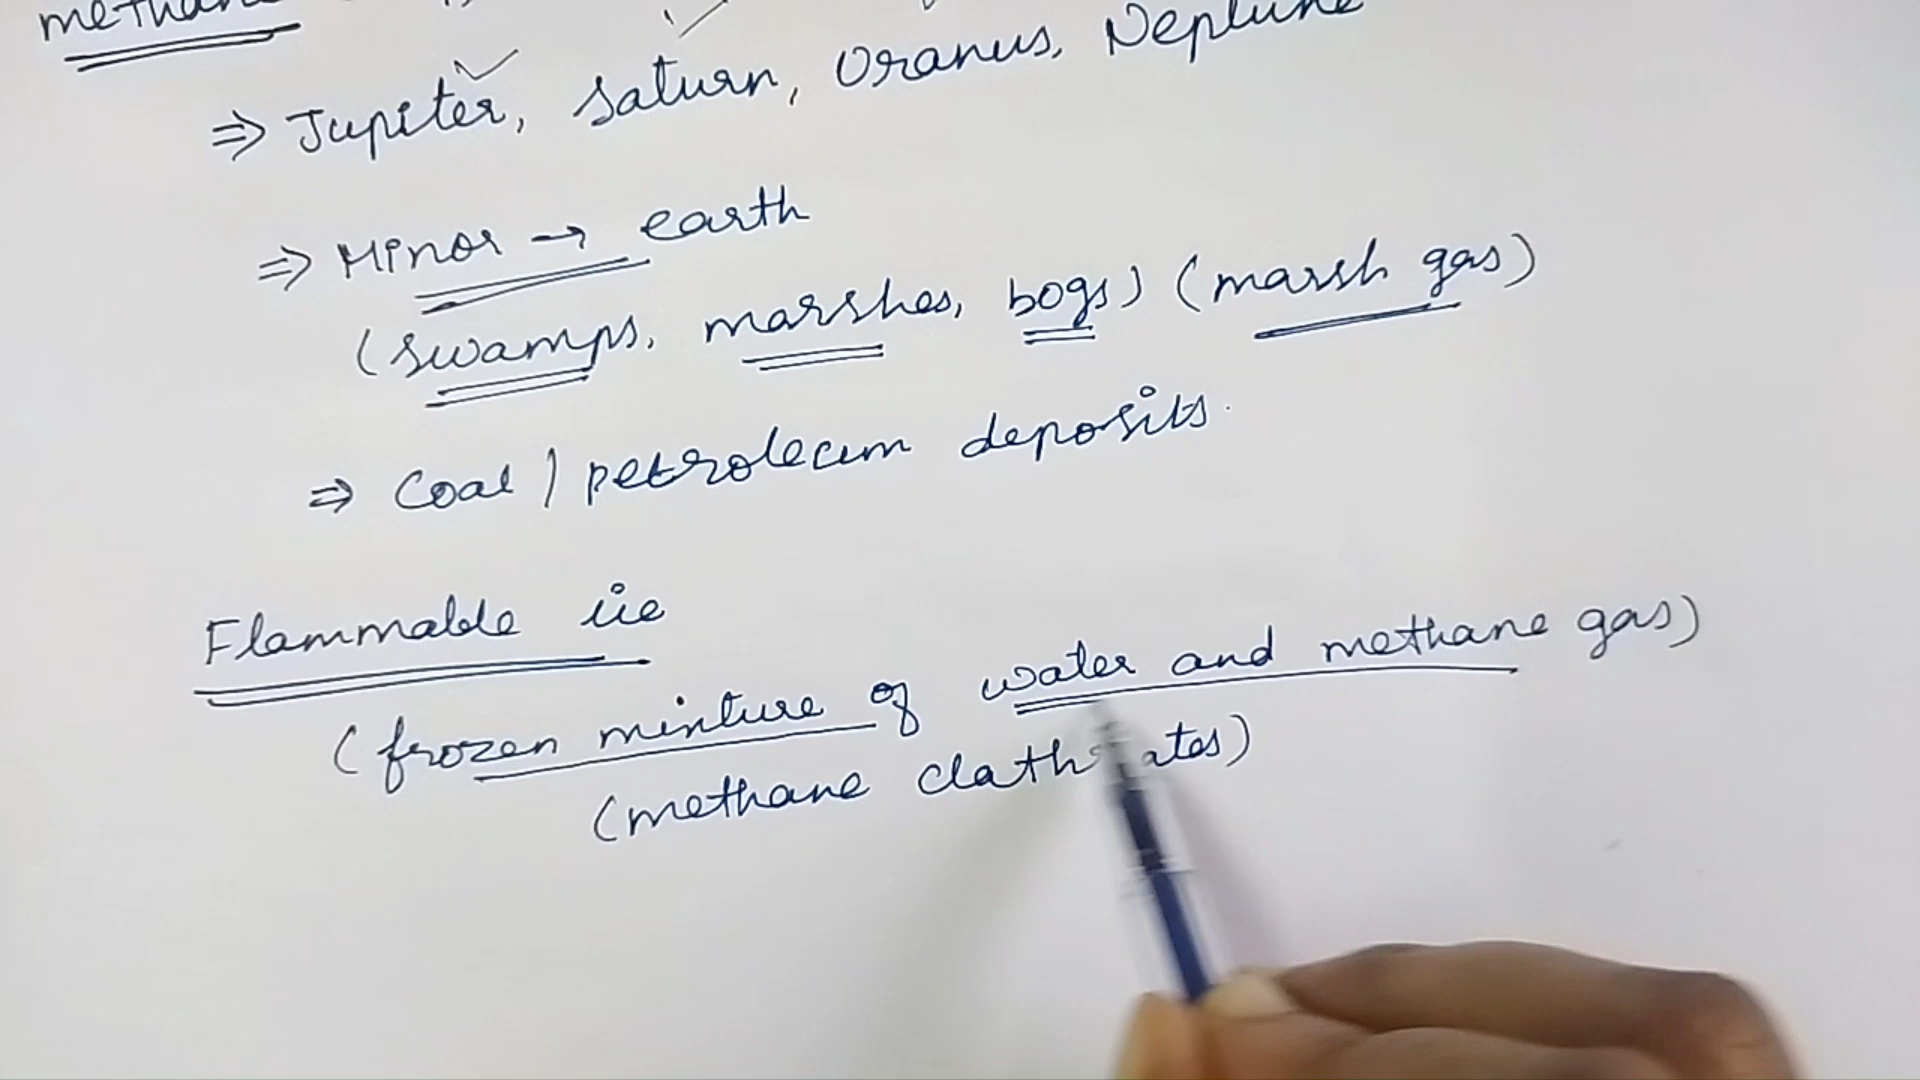 methane
⇒ Jupiter, Saturn, Uranus, Neptune
⇒ Minor → earth
(swamps, marshes, bogs) (marsh gas)
⇒ Coal / petroleum deposits.
Flammable ice
(frozen mixture of water and methane gas)
(methane clathrates)